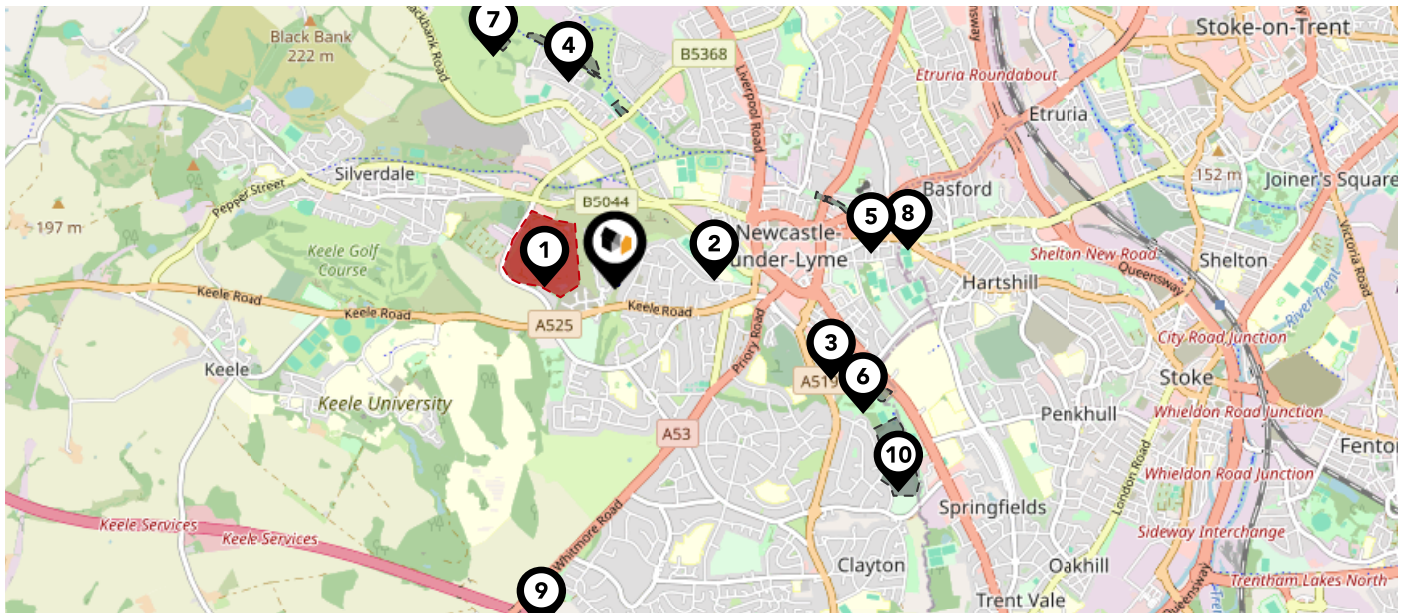 7
4
Black Bank
222 m
B5368
Liverpool Road
Etruria Roundabout
Stoke-on-Trent
Etruria
Silverdale
Pepper Street
B5044
Basford
152 m
Joiner's Square
197 m
Keele Golf
Course
1
2
Newcastle-
under-Lyme
5
8
Shelton New Road
Queensway
Shelton
Victoria Road
Hartshill
River Trent
Keele Road
Keele Road
Keele Road
A525
Priory Road
3
A519
6
City Road Junction
Keele
Stoke
Keele University
Penkhull
Whieldon Road Junction
A53
Fento
10
London Road
Whieldon Road Junction
Keele Services
Keele Services
Whitmore Road
Springfields
Sideway Interchange
Clayton
Oakhill
Queensway
Trentham Lakes North
9
Trent Vale